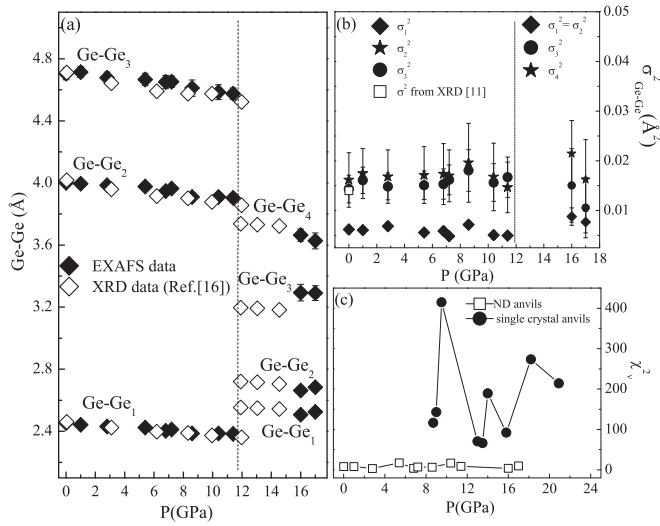 (a)
Ge-Ge₃
Ge-Ge₂
Ge-Ge₄
EXAFS data
XRD data (Ref.[16])
Ge-Ge₃
Ge-Ge₂
Ge-Ge₁
Ge-Ge₁
4.8
4.4
4.0
3.6
3.2
2.8
2.4
Ge-Ge (Å)
0 2 4 6 8 10 12 14 16
P(GPa)
(b)
σ₁²
σ₂²
σ₃²
σ² from XRD [11]
σ₁²=σ₂²
σ₃²
σ₄²
0.05
0.04
0.03
0.02
0.01
σ²Ge-Ge(Å²)
0 2 4 6 8 10 12 14 16 18
P (GPa)
(c)
ND anvils
single crystal anvils
400
300
200
100
0
χᵥ²
0 4 8 12 16 20 24
P(GPa)